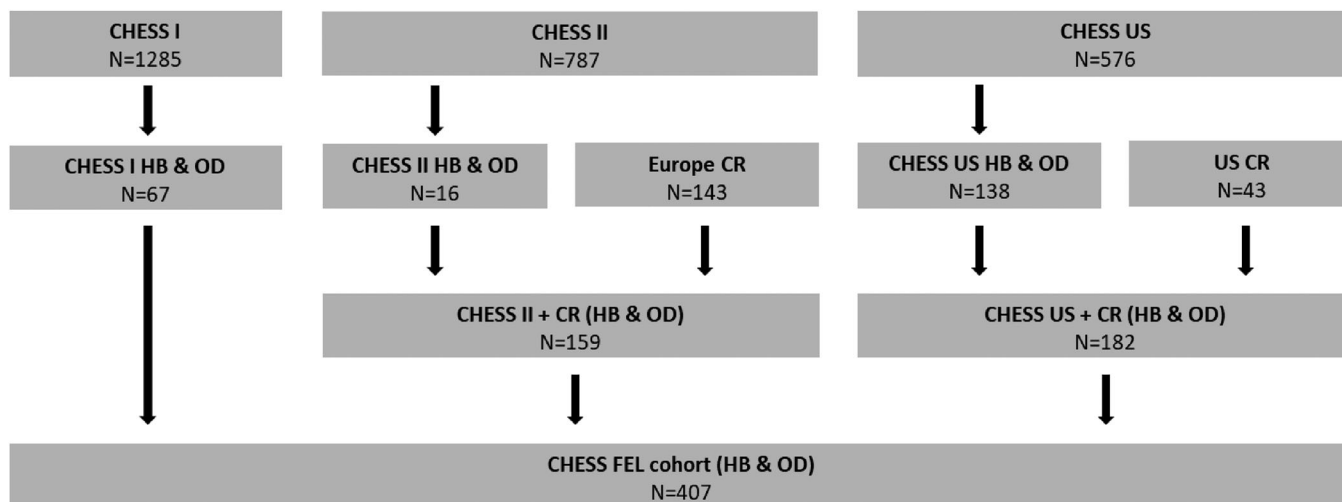 CHESS I
N=1285
CHESS II
N=787
CHESS US
N=576
CHESS I HB & OD
N=67
CHESS II HB & OD
N=16
Europe CR
N=143
CHESS US HB & OD
N=138
US CR
N=43
CHESS II + CR (HB & OD)
N=159
CHESS US + CR (HB & OD)
N=182
CHESS FEL cohort (HB & OD)
N=407